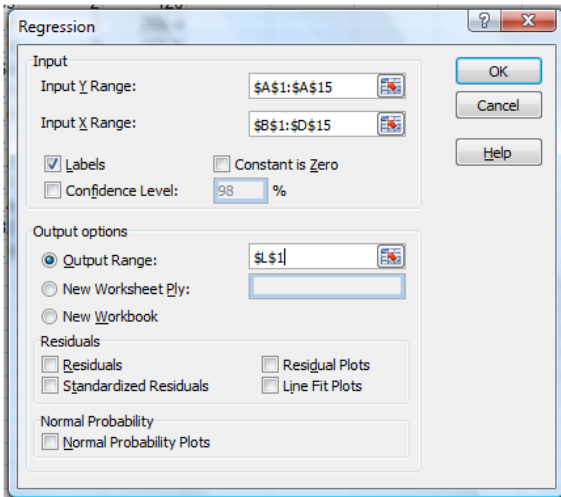 Regression
Input
Input Y Range: $A$1:$A$15
Input X Range: $B$1:$D$15
Labels Constant is Zero
Confidence Level: 98 %
Output options
Output Range: $L$1
New Worksheet Ply:
New Workbook
Residuals
Residuals Residual Plots
Standardized Residuals Line Fit Plots
Normal Probability
Normal Probability Plots
OK
Cancel
Help